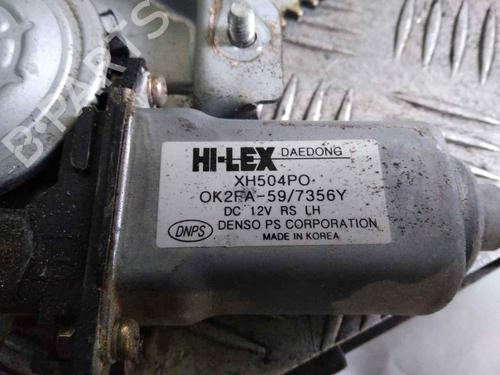 HI-LEX DAEDONG
XH504PO
OK2FA-59/7356Y
DC 12V RS LH
DNPS DENSO PS CORPORATION
MADE IN KOREA
B-PARTS